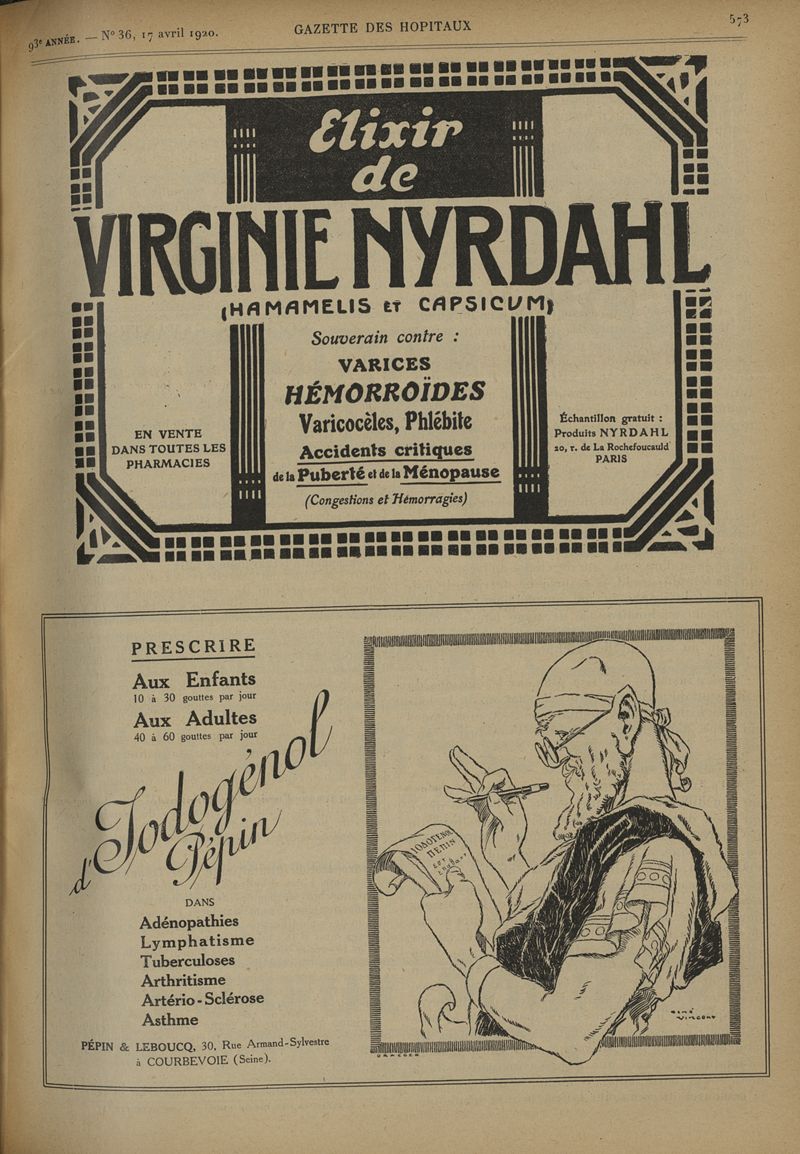 93e ANNÉE. — N° 36, 17 avril 1920.
GAZETTE DES HOPITAUX
573
Elixir
de
VIRGINIE NYRDAHL
(HAMAMELIS ET CAPSICUM)
Souverain contre :
VARICES
HÉMORROÏDES
Varicocèles, Phlébite
Accidents critiques
de la Puberté et de la Ménopause
(Congestions et Hémorragies)
EN VENTE
DANS TOUTES LES
PHARMACIES
Échantillon gratuit :
Produits NYRDAHL
20, r. de La Rochefoucauld
PARIS
PRESCRIRE
Aux Enfants
10 à 30 gouttes par jour
Aux Adultes
40 à 60 gouttes par jour
d'Iodogénol
Pépin
DANS
Adénopathies
Lymphatisme
Tuberculoses
Arthritisme
Artério-Sclérose
Asthme
PÉPIN & LEBOUCQ, 30, Rue Armand-Sylvestre
à COURBEVOIE (Seine).
ΙΟΔΟΓΕΝΟΛ
ΠΕΠΙΝ
RENÉ
VINCENT